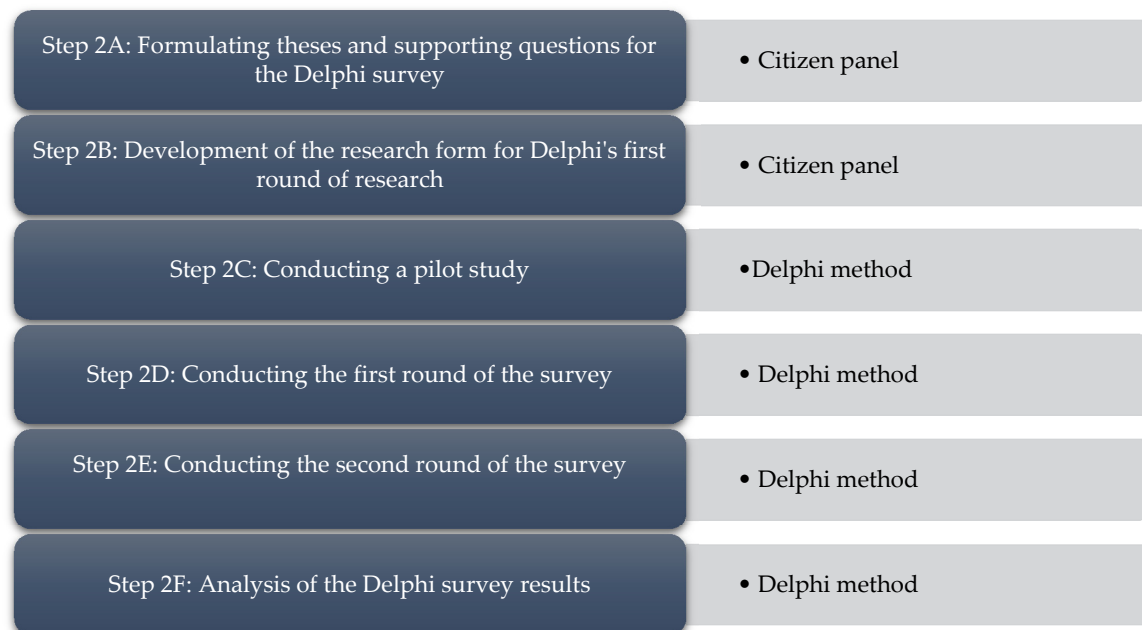 Step 2A: Formulating theses and supporting questions for
the Delphi survey
• Citizen panel
Step 2B: Development of the research form for Delphi's first
round of research
• Citizen panel
Step 2C: Conducting a pilot study
•Delphi method
Step 2D: Conducting the first round of the survey
• Delphi method
Step 2E: Conducting the second round of the survey
• Delphi method
Step 2F: Analysis of the Delphi survey results
• Delphi method